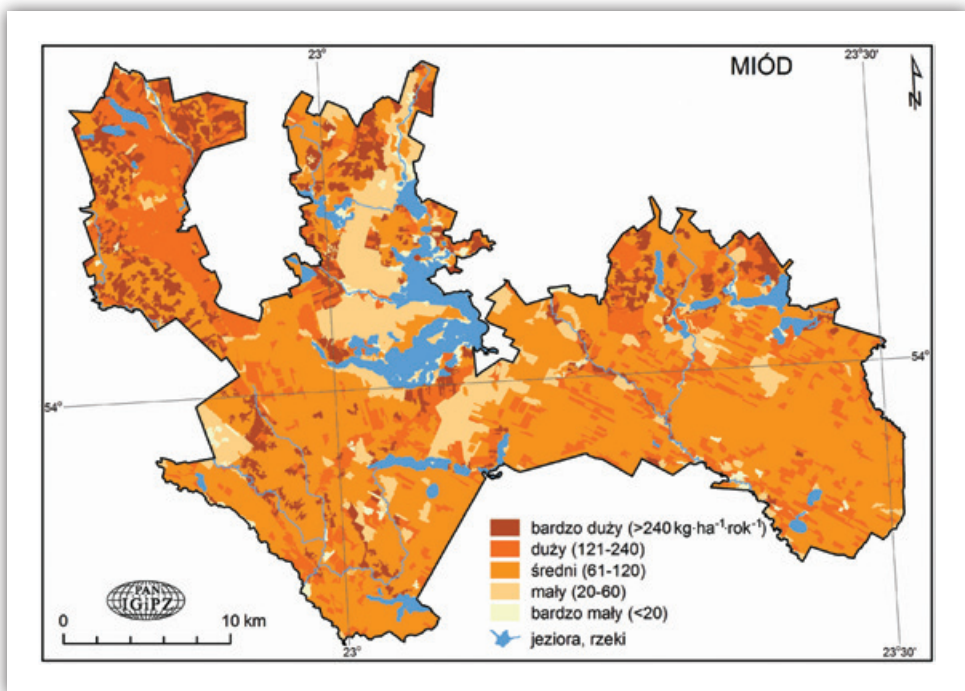 23°
23°30'
MIÓD
N
54°
54°
bardzo duży (>240 kg·ha⁻¹·rok⁻¹)
duży (121-240)
średni (61-120)
mały (20-60)
bardzo mały (<20)
jeziora, rzeki
PAN
IGiPZ
0
10 km
23°
23°30'